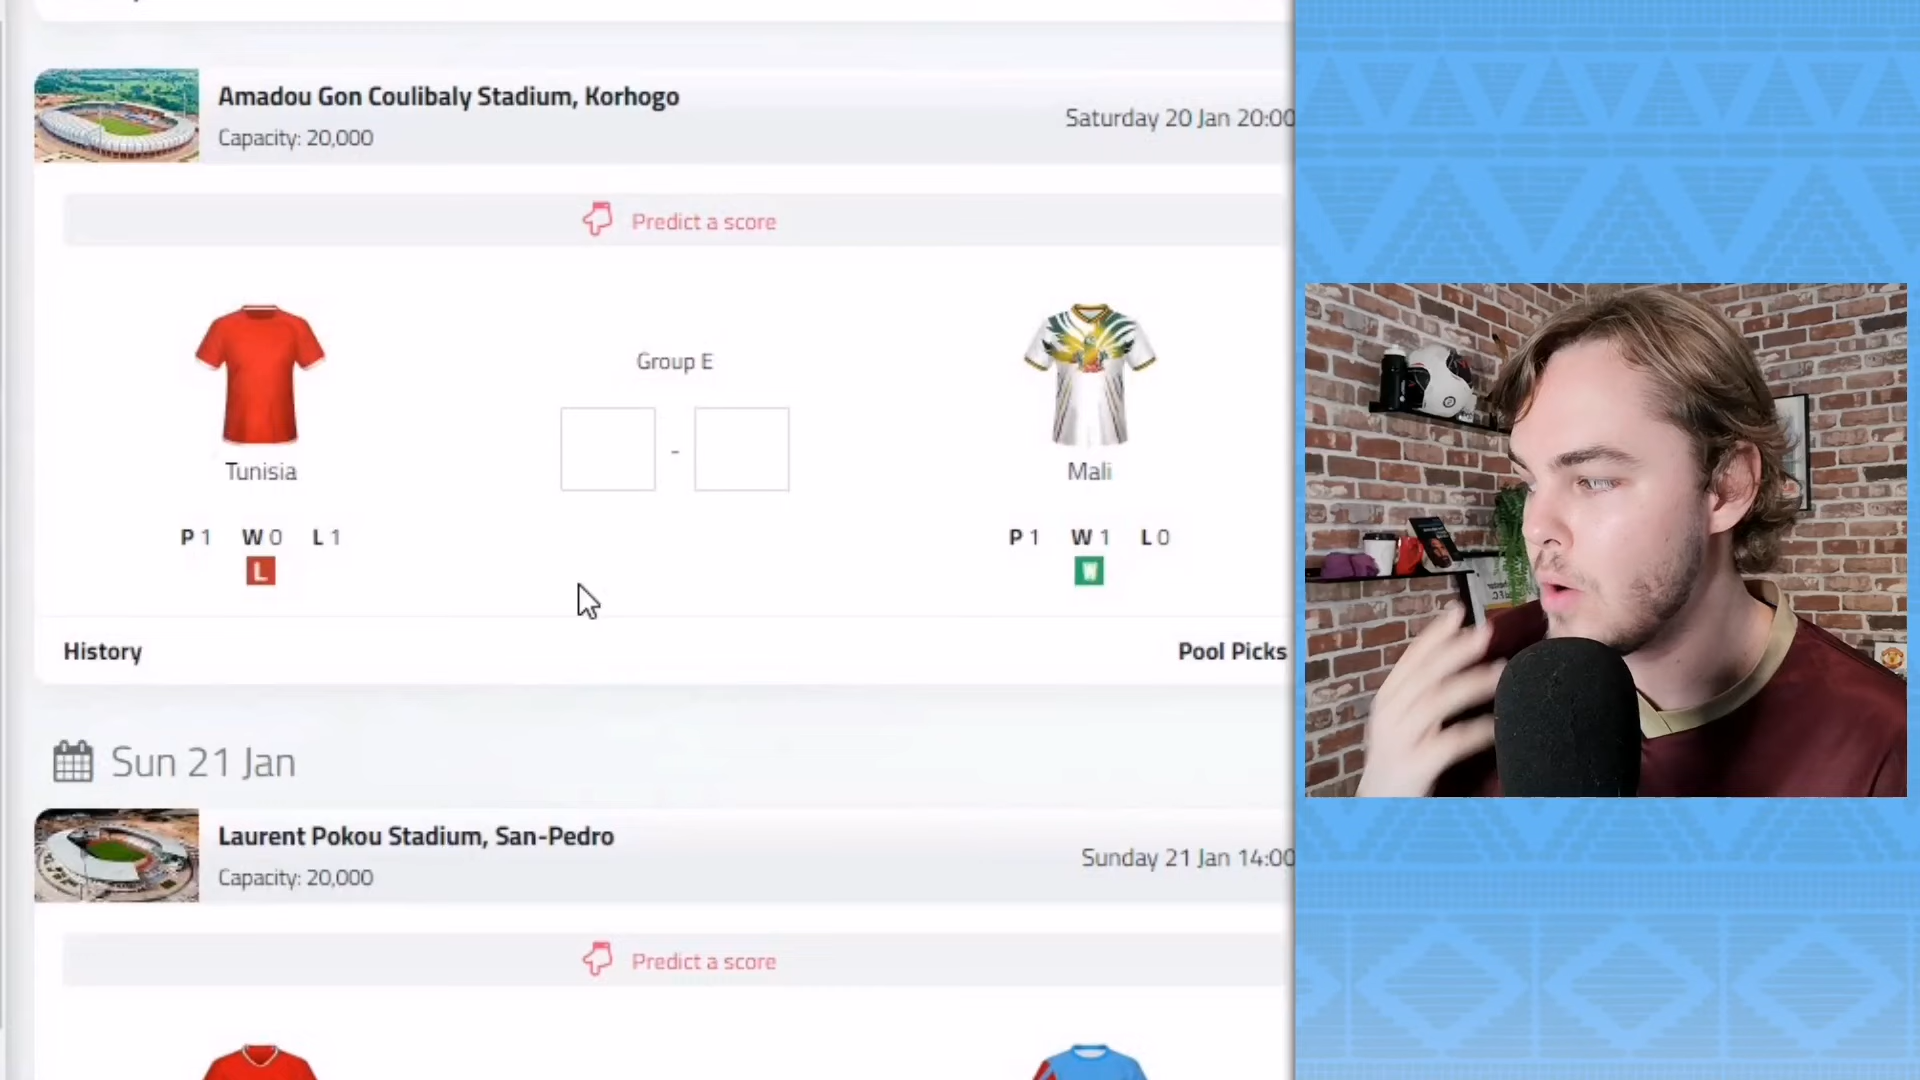 Amadou Gon Coulibaly Stadium, Korhogo
Capacity: 20,000
Saturday 20 Jan 20:00
Predict a score
Group E
-
Tunisia
Mali
P 1 W 0 L 1
P 1 W 1 L 0
L
W
History
Pool Picks
Sun 21 Jan
Laurent Pokou Stadium, San-Pedro
Capacity: 20,000
Sunday 21 Jan 14:00
Predict a score